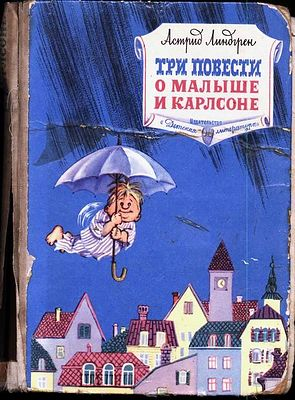 Астрид Линдгрен
ТРИ ПОВЕСТИ
О МАЛЫШЕ
И КАРЛСОНЕ
Издательство
«Детская литература»